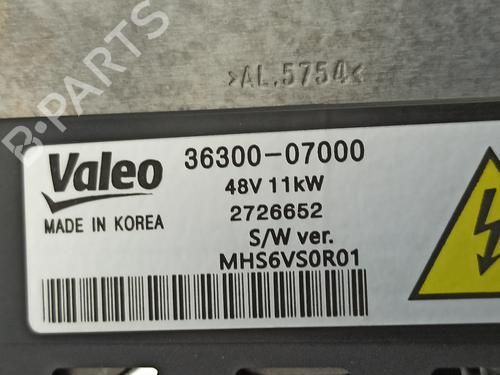 >AL.5754<
B-PARTS
Valeo
MADE IN KOREA
36300-07000
48V 11kW
2726652
S/W ver.
MHS6VS0R01